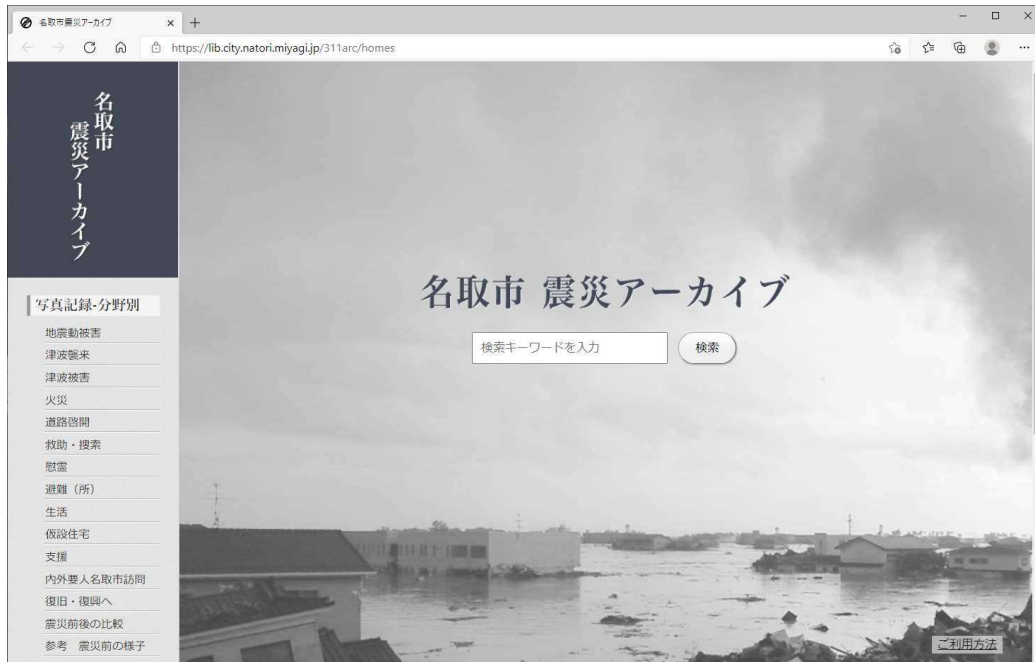 名取市震災アーカイブ
https://lib.city.natori.miyagi.jp/311arc/homes
名取市
震災アーカイブ
写真記録-分野別
地震動被害
津波襲来
津波被害
火災
道路啓開
救助・捜索
慰霊
避難（所）
生活
仮設住宅
支援
内外要人名取市訪問
復旧・復興へ
震災前後の比較
参考　震災前の様子
名取市 震災アーカイブ
検索キーワードを入力
検索
ご利用方法